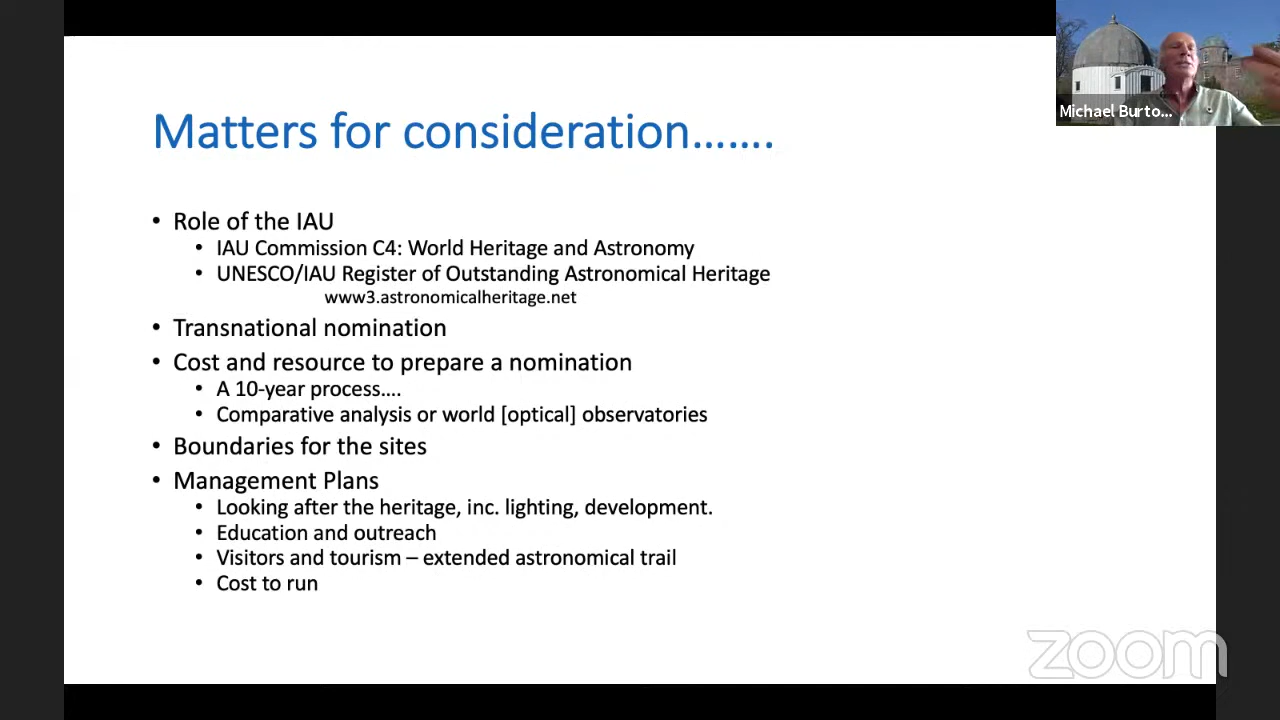 Matters for consideration.......
• Role of the IAU
• IAU Commission C4: World Heritage and Astronomy
• UNESCO/IAU Register of Outstanding Astronomical Heritage
www3.astronomicalheritage.net
• Transnational nomination
• Cost and resource to prepare a nomination
• A 10-year process....
• Comparative analysis or world [optical] observatories
• Boundaries for the sites
• Management Plans
• Looking after the heritage, inc. lighting, development.
• Education and outreach
• Visitors and tourism – extended astronomical trail
• Cost to run
Michael Burto...
zoom